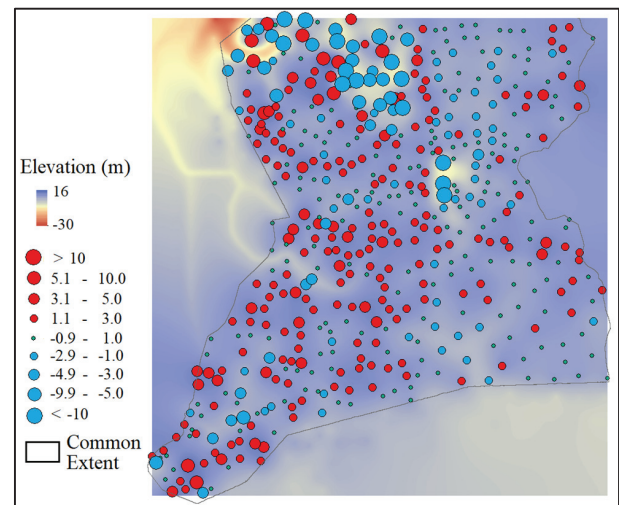 Elevation (m)
16
-30
> 10
5.1 - 10.0
3.1 - 5.0
1.1 - 3.0
-0.9 - 1.0
-2.9 - -1.0
-4.9 - -3.0
-9.9 - -5.0
< -10
Common
Extent